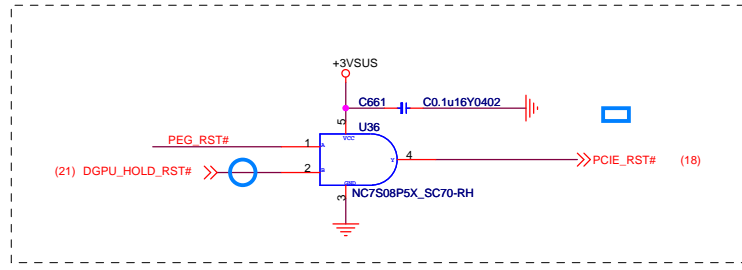 +3VSUS
C661 C0.1u16Y0402
5 U36
VCC
PEG_RST# 1 A
Y 4 PCIE_RST# (18)
(21) DGPU_HOLD_RST# 2 B
GND
3 NC7S08P5X_SC70-RH